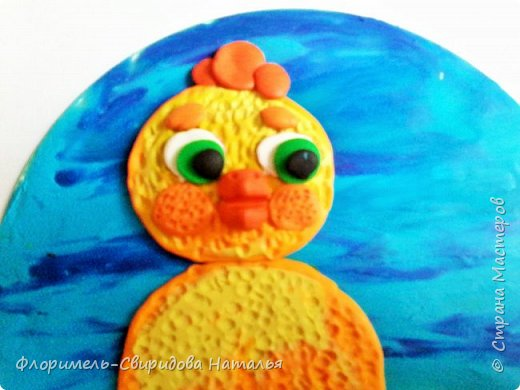 Флоримель-Свиридова Наталья
© Страна Мастеров